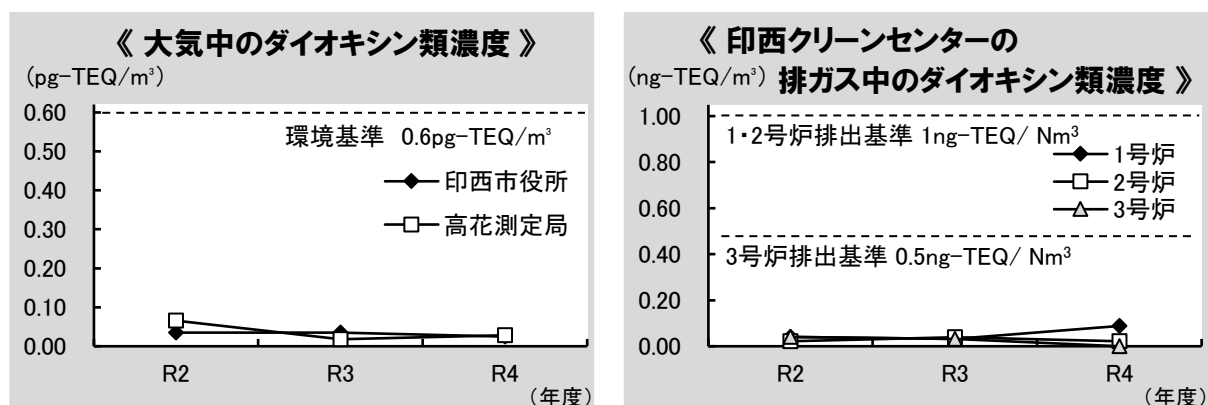 《 大気中のダイオキシン類濃度 》
(pg-TEQ/m³)
0.60
0.50
0.40
0.30
0.20
0.10
0.00
環境基準 0.6pg-TEQ/m³
印西市役所
高花測定局
R2
R3
R4
(年度)
《 印西クリーンセンターの
(ng-TEQ/m³) 排ガス中のダイオキシン類濃度 》
1.00
0.80
0.60
0.40
0.20
0.00
1・2号炉排出基準 1ng-TEQ/ Nm³
1号炉
2号炉
3号炉
3号炉排出基準 0.5ng-TEQ/ Nm³
R2
R3
R4
(年度)